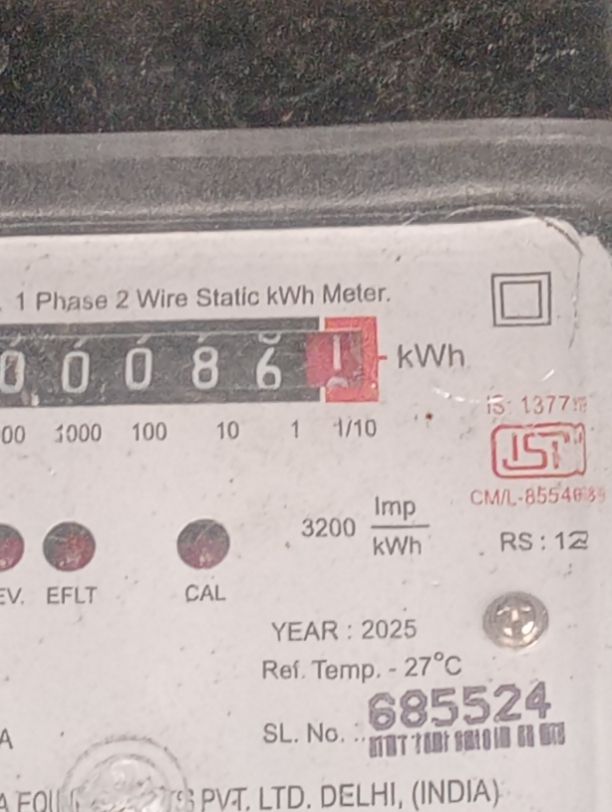 1 Phase 2 Wire Static kWh Meter.
0 0 0 8 6 1 kWh
00 1000 100 10 1 1/10
IS: 1377
ISI
CM/L-8554
3200 Imp
kWh
RS : 12
EV. EFLT CAL
YEAR : 2025
Ref. Temp. - 27°C
685524
A SL. No. :
PVT. LTD. DELHI, (INDIA)